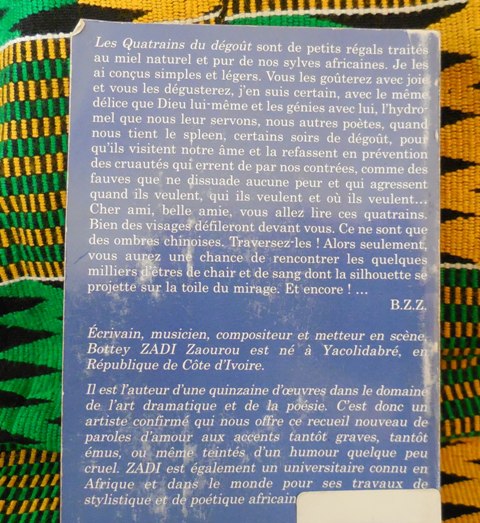 Les Quatrains du dégoût sont de petits régals traités
au miel naturel et pur de nos sylves africaines. Je les
ai conçus simples et légers. Vous les goûterez avec joie
et vous les dégusterez, j'en suis certain, avec le même
délice que Dieu lui-même et les génies avec lui, l'hydro-
mel que nous leur servons, nous autres poètes, quand
nous tient le spleen, certains soirs de dégoût, pour
qu'ils visitent notre âme et la refassent en prévention
des cruautés qui errent de par nos contrées, comme des
fauves que ne dissuade aucune peur et qui agressent
quand ils veulent, qui ils veulent et où ils veulent...
Cher ami, belle amie, vous allez lire ces quatrains.
Bien des visages défileront devant vous. Ce ne sont que
des ombres chinoises. Traversez-les ! Alors seulement,
vous aurez une chance de rencontrer les quelques
milliers d'êtres de chair et de sang dont la silhouette se
projette sur la toile du mirage. Et encore ! ...
B.Z.Z.
Écrivain, musicien, compositeur et metteur en scène,
Bottey ZADI Zaourou est né à Yacolidabré, en
République de Côte d'Ivoire.
Il est l'auteur d'une quinzaine d'œuvres dans le domaine
de l'art dramatique et de la poésie. C'est donc un
artiste confirmé qui nous offre ce recueil nouveau de
paroles d'amour aux accents tantôt graves, tantôt
émus, ou même teintés d'un humour quelque peu
cruel. ZADI est également un universitaire connu en
Afrique et dans le monde pour ses travaux de
stylistique et de poétique africain